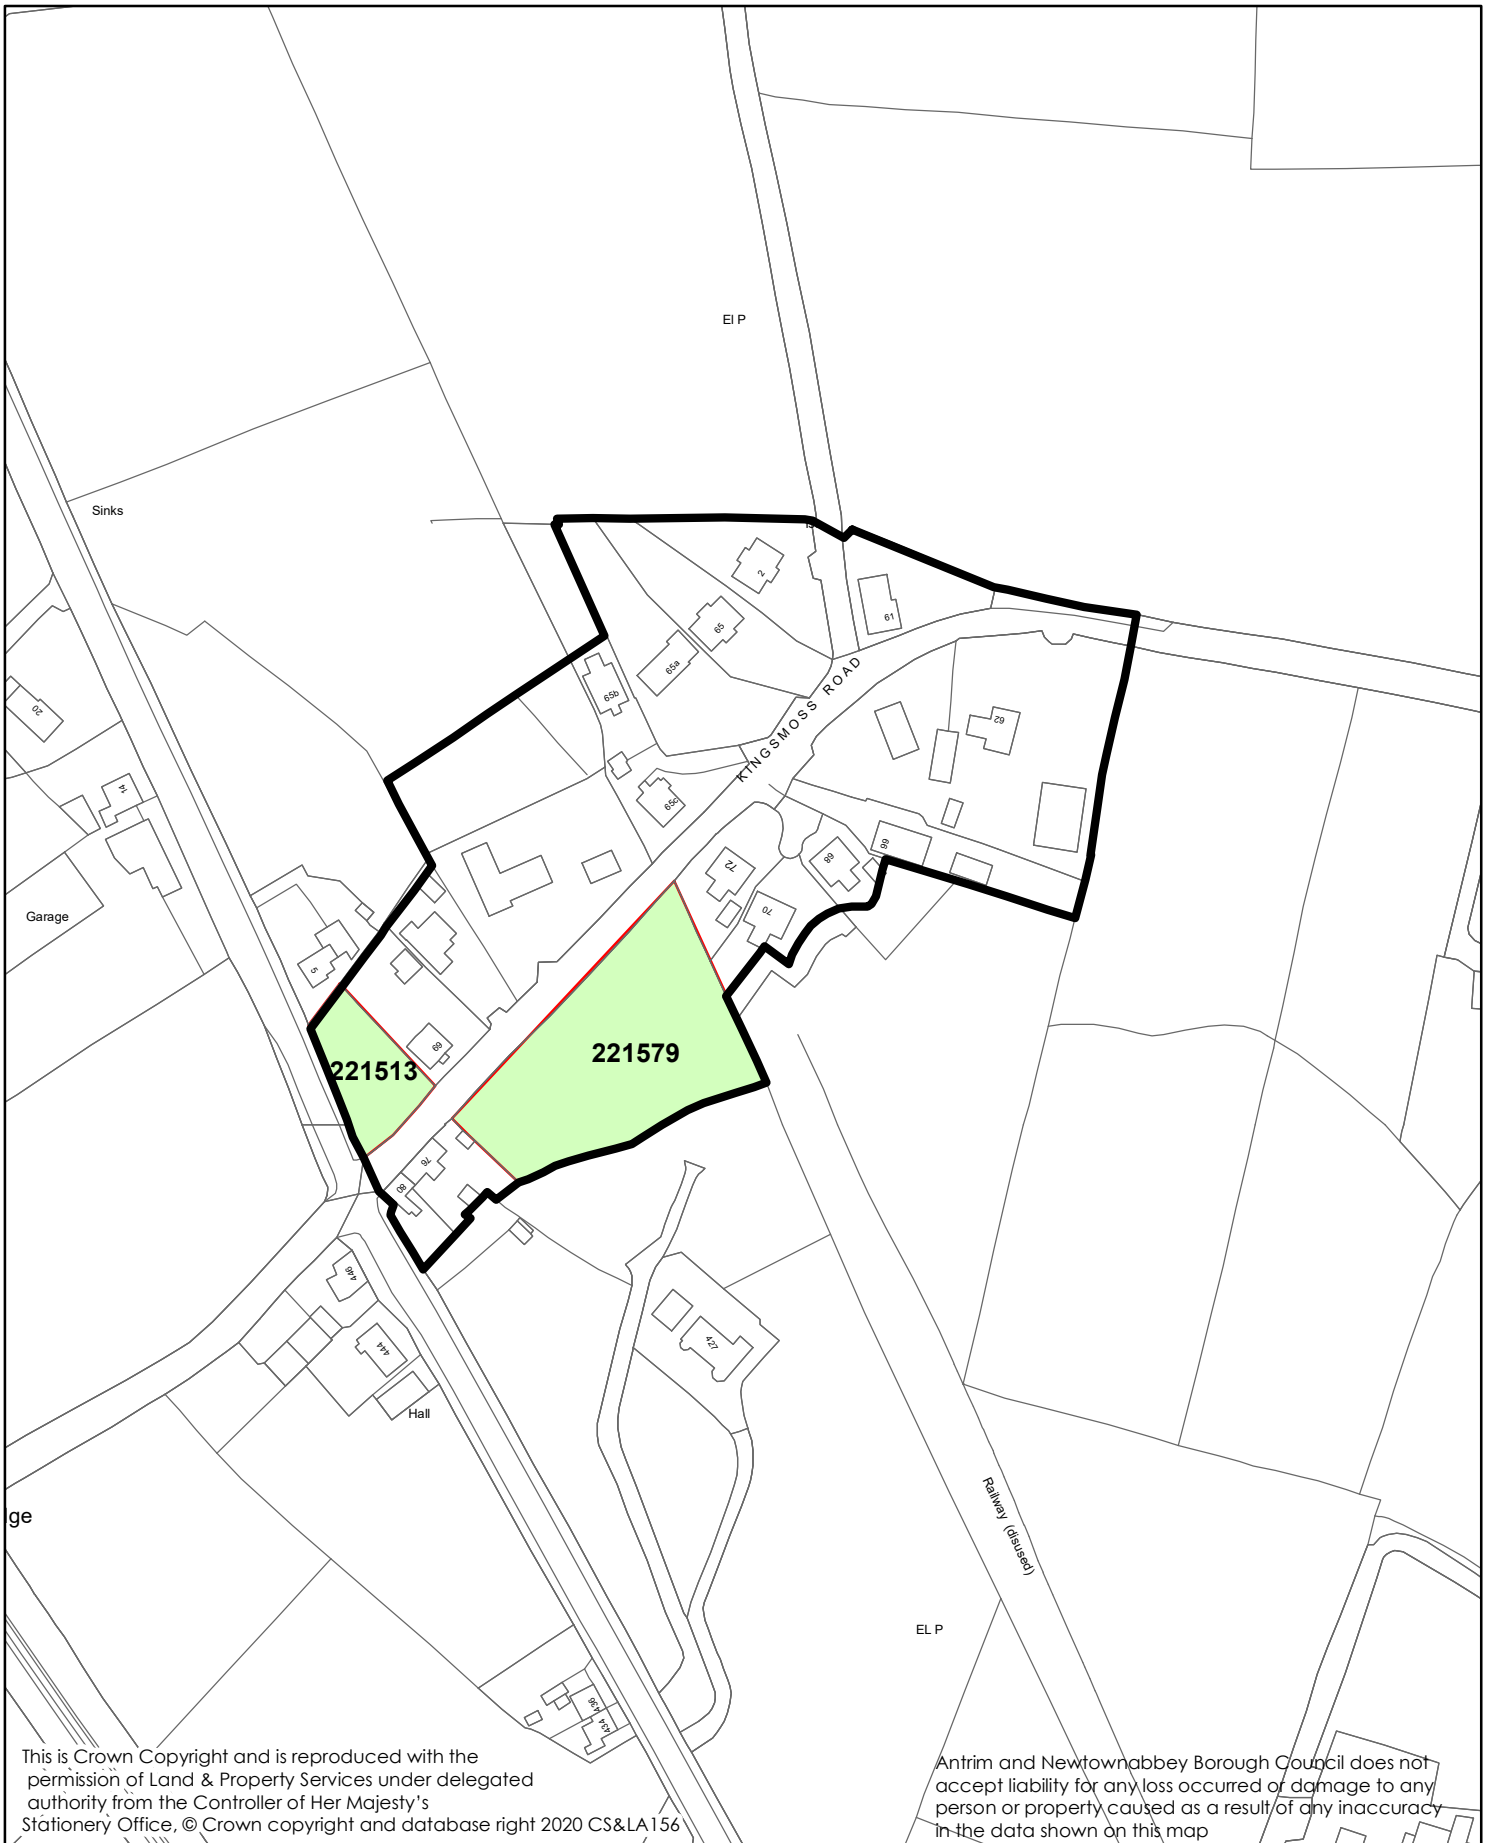 El P
Sinks
2
61
65
65a
KINGSMOSS ROAD
65b
62
20
14
65c
72
68
66
Garage
70
5
69
221579
221513
76
80
446
427
444
Hall
lge
Railway (disused)
EL P
436
434
This is Crown Copyright and is reproduced with the
permission of Land & Property Services under delegated
authority from the Controller of Her Majesty's
Stationery Office, © Crown copyright and database right 2020 CS&LA156
Antrim and Newtownabbey Borough Council does not
accept liability for any loss occurred or damage to any
person or property caused as a result of any inaccuracy
in the data shown on this map